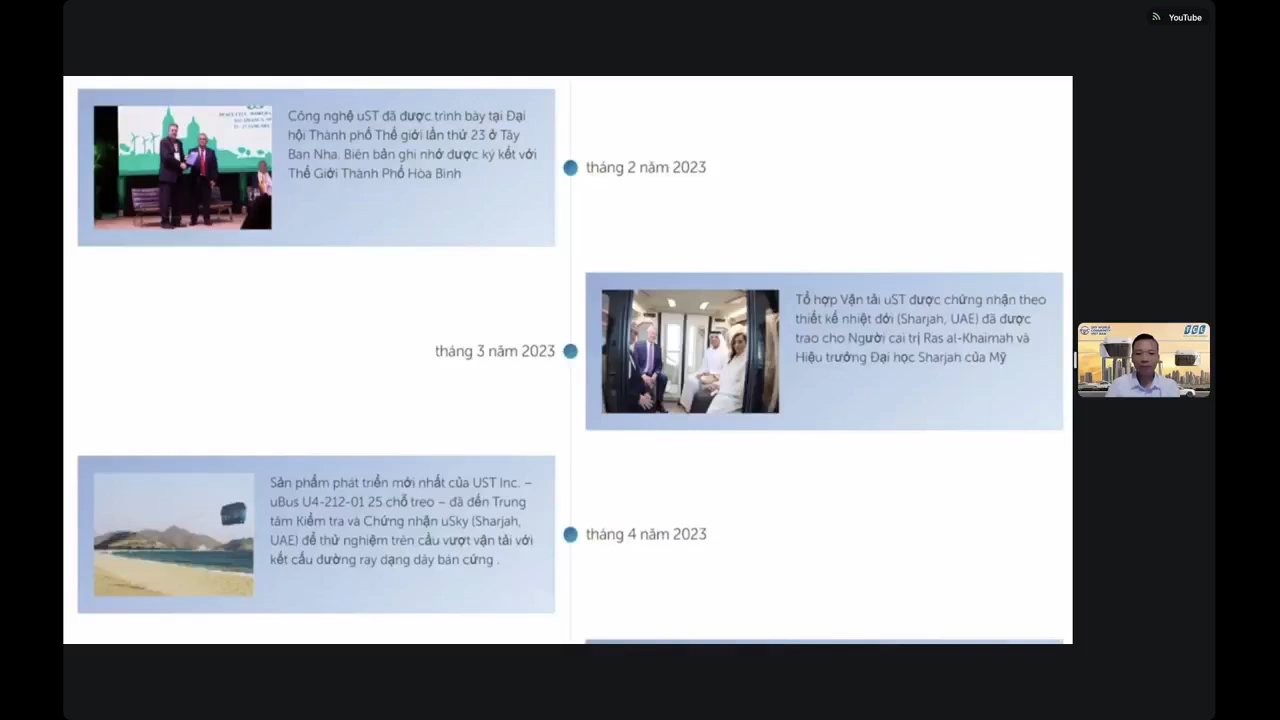 YouTube
Công nghệ uST đã được trình bày tại Đại
hội Thành phố Thế giới lần thứ 23 ở Tây
Ban Nha. Biên bản ghi nhớ được ký kết với
Thế Giới Thành Phố Hòa Bình
tháng 2 năm 2023
Tổ hợp Vận tải uST được chứng nhận theo
thiết kế nhiệt đới (Sharjah, UAE) đã được
trao cho Người cai trị Ras al-Khaimah và
Hiệu trưởng Đại học Sharjah của Mỹ
tháng 3 năm 2023
Sản phẩm phát triển mới nhất của UST Inc. –
uBus U4-212-01 25 chỗ treo – đã đến Trung
tâm Kiểm tra và Chứng nhận uSky (Sharjah,
UAE) để thử nghiệm trên cầu vượt vận tải với
kết cấu đường ray dạng dây bán cứng .
tháng 4 năm 2023